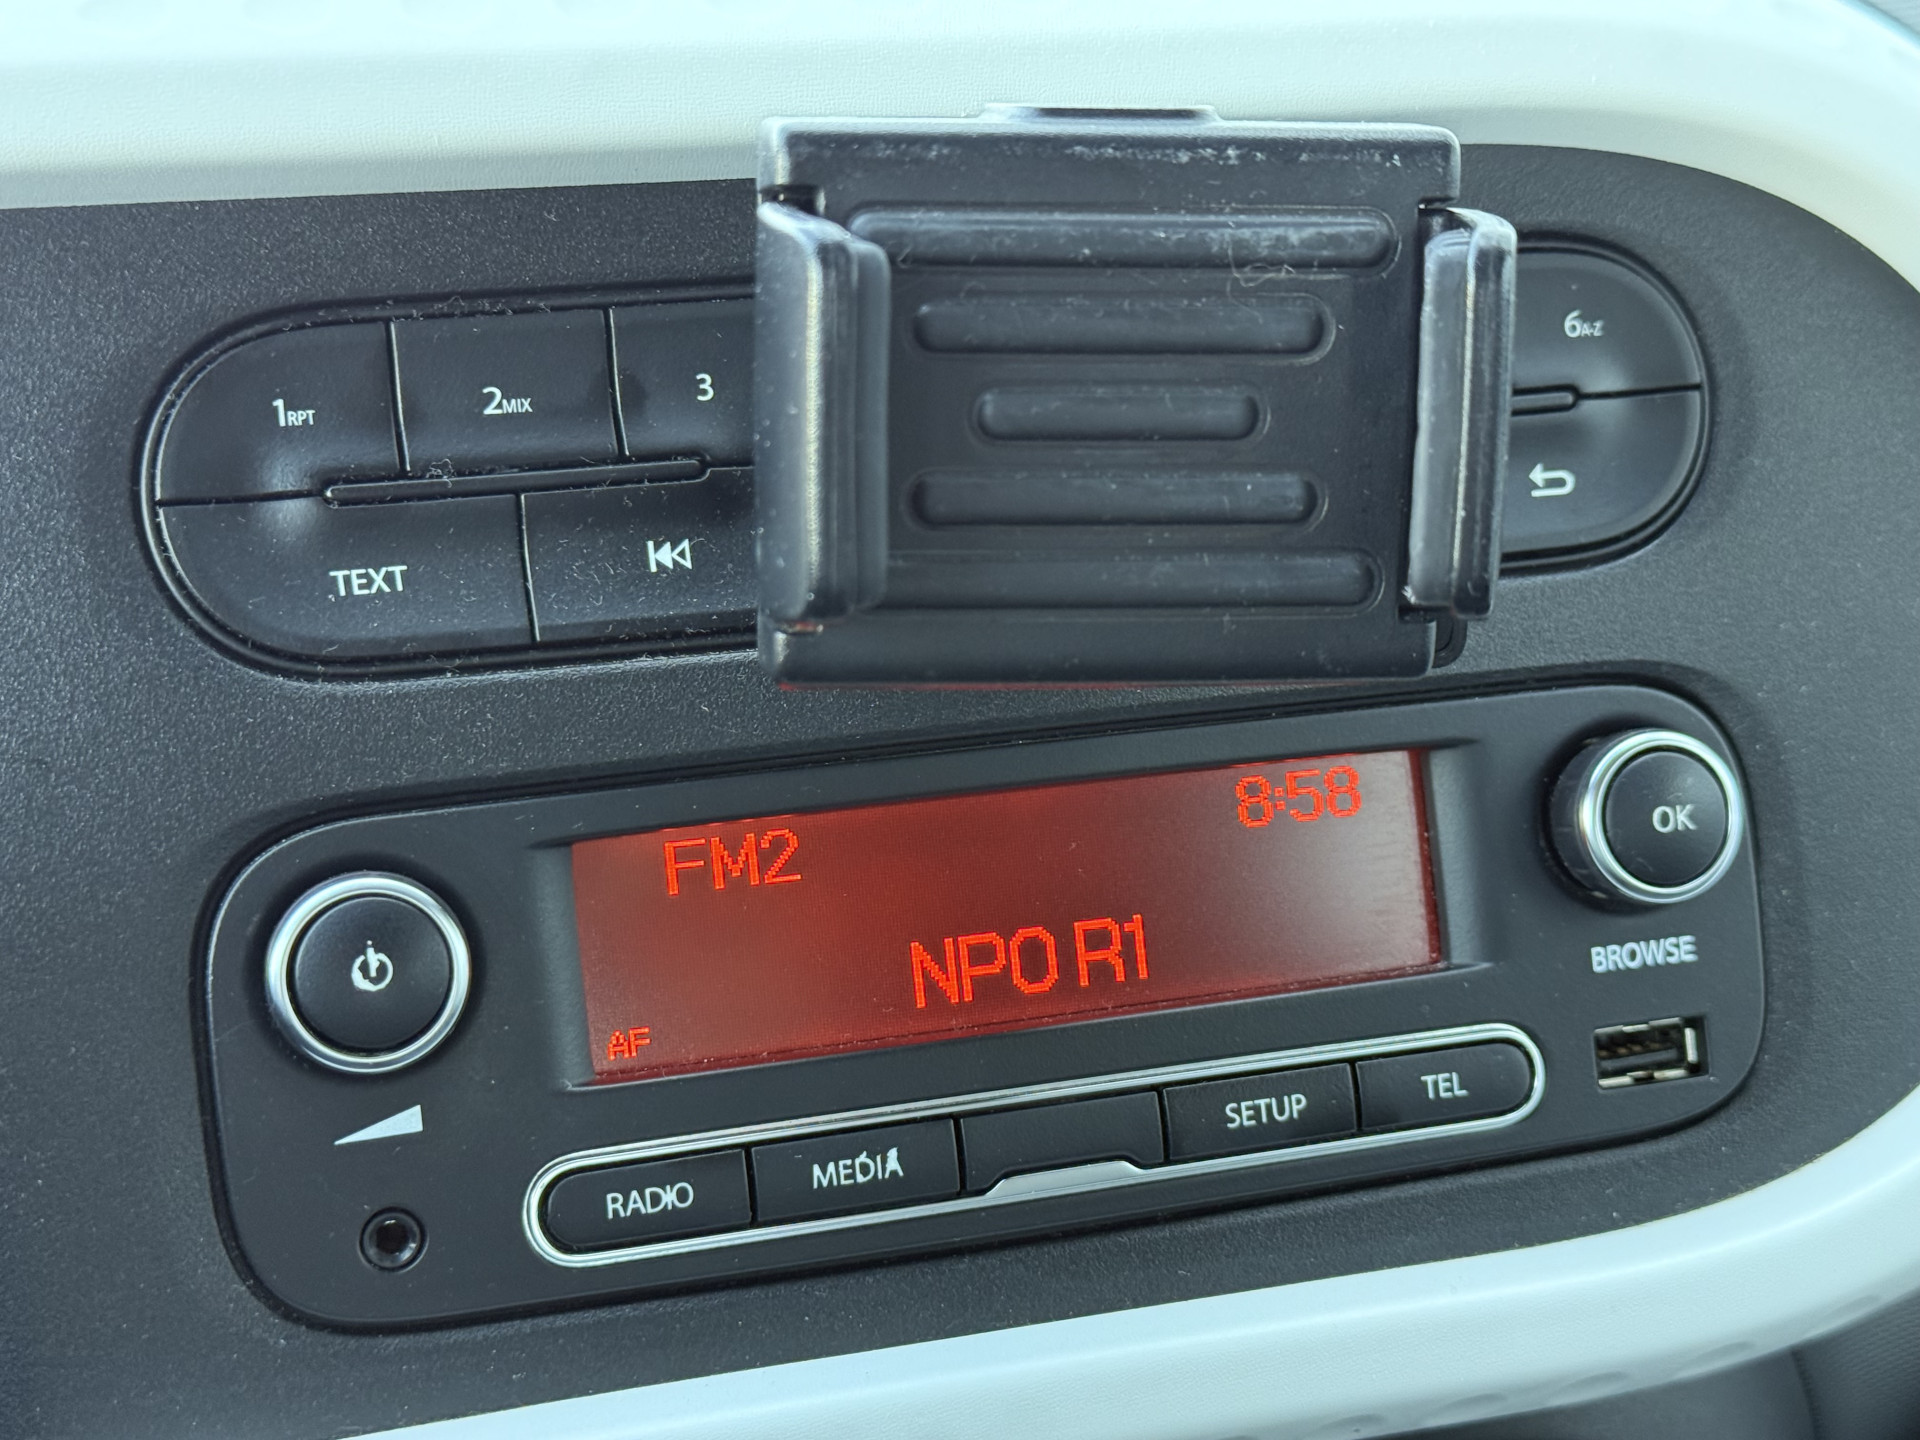 1RPT
2MIX
3
6A-Z
TEXT
FM2
8:58
NPO R1
AF
OK
BROWSE
RADIO
MEDIA
SETUP
TEL